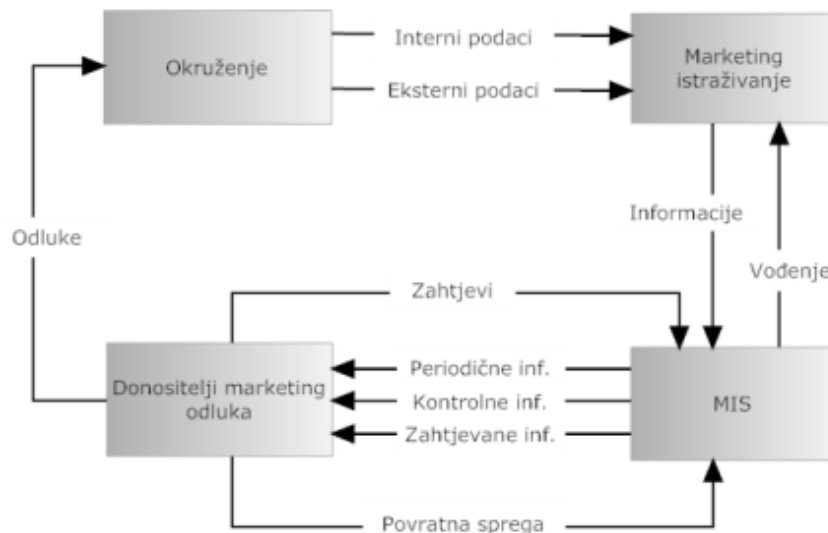 Okruženje
Interni podaci
Eksterni podaci
Marketing
istraživanje
Odluke
Informacije
Vođenje
Zahtjevi
Donositelji marketing
odluka
Periodične inf.
Kontrolne inf.
Zahtjevane inf.
MIS
Povratna sprega